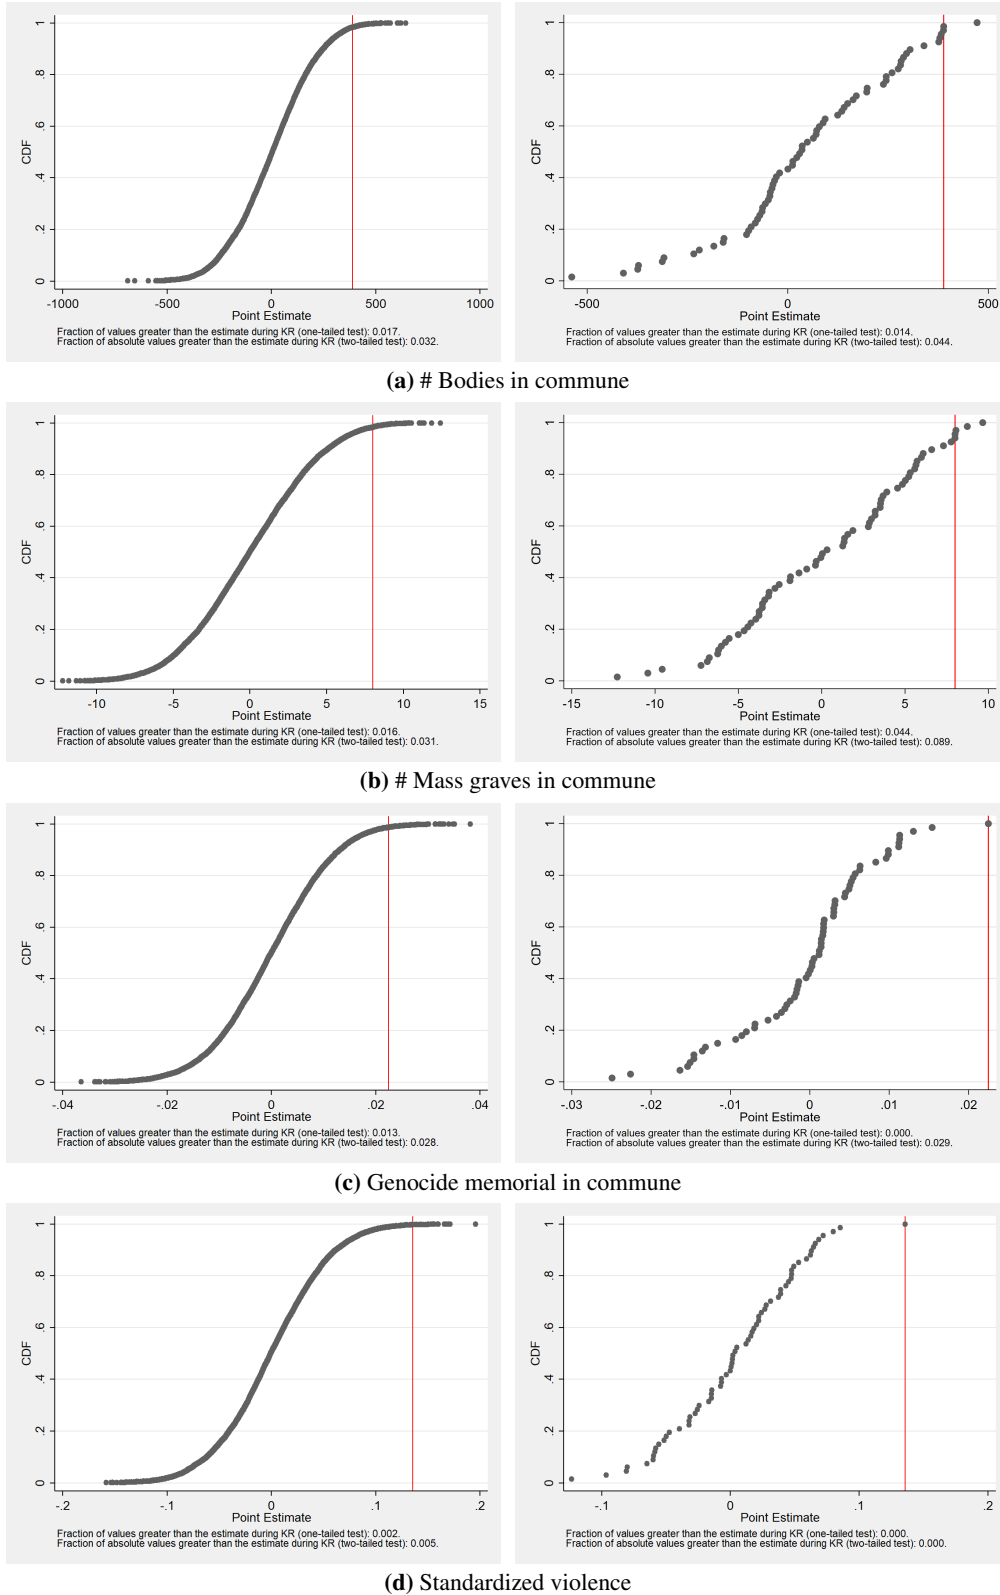 CDF
0 .2 .4 .6 .8 1
-1000 -500 0 500 1000
Point Estimate
Fraction of values greater than the estimate during KR (one-tailed test): 0.017.
Fraction of absolute values greater than the estimate during KR (two-tailed test): 0.032.
CDF
0 .2 .4 .6 .8 1
-500 0 500
Point Estimate
Fraction of values greater than the estimate during KR (one-tailed test): 0.014.
Fraction of absolute values greater than the estimate during KR (two-tailed test): 0.044.
(a) # Bodies in commune
CDF
0 .2 .4 .6 .8 1
-10 -5 0 5 10 15
Point Estimate
Fraction of values greater than the estimate during KR (one-tailed test): 0.016.
Fraction of absolute values greater than the estimate during KR (two-tailed test): 0.031.
CDF
0 .2 .4 .6 .8 1
-15 -10 -5 0 5 10
Point Estimate
Fraction of values greater than the estimate during KR (one-tailed test): 0.044.
Fraction of absolute values greater than the estimate during KR (two-tailed test): 0.089.
(b) # Mass graves in commune
CDF
0 .2 .4 .6 .8 1
-.04 -.02 0 .02 .04
Point Estimate
Fraction of values greater than the estimate during KR (one-tailed test): 0.013.
Fraction of absolute values greater than the estimate during KR (two-tailed test): 0.028.
CDF
0 .2 .4 .6 .8 1
-.03 -.02 -.01 0 .01 .02
Point Estimate
Fraction of values greater than the estimate during KR (one-tailed test): 0.000.
Fraction of absolute values greater than the estimate during KR (two-tailed test): 0.029.
(c) Genocide memorial in commune
CDF
0 .2 .4 .6 .8 1
-.2 -.1 0 .1 .2
Point Estimate
Fraction of values greater than the estimate during KR (one-tailed test): 0.002.
Fraction of absolute values greater than the estimate during KR (two-tailed test): 0.005.
CDF
0 .2 .4 .6 .8 1
-.1 0 .1 .2
Point Estimate
Fraction of values greater than the estimate during KR (one-tailed test): 0.000.
Fraction of absolute values greater than the estimate during KR (two-tailed test): 0.000.
(d) Standardized violence